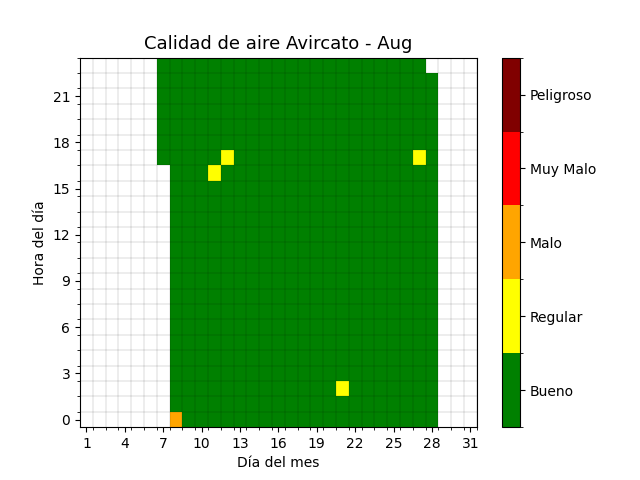 Calidad de aire Avircato - Aug
Hora del día
21
18
15
12
9
6
3
0
1 4 7 10 13 16 19 22 25 28 31
Día del mes
Peligroso
Muy Malo
Malo
Regular
Bueno